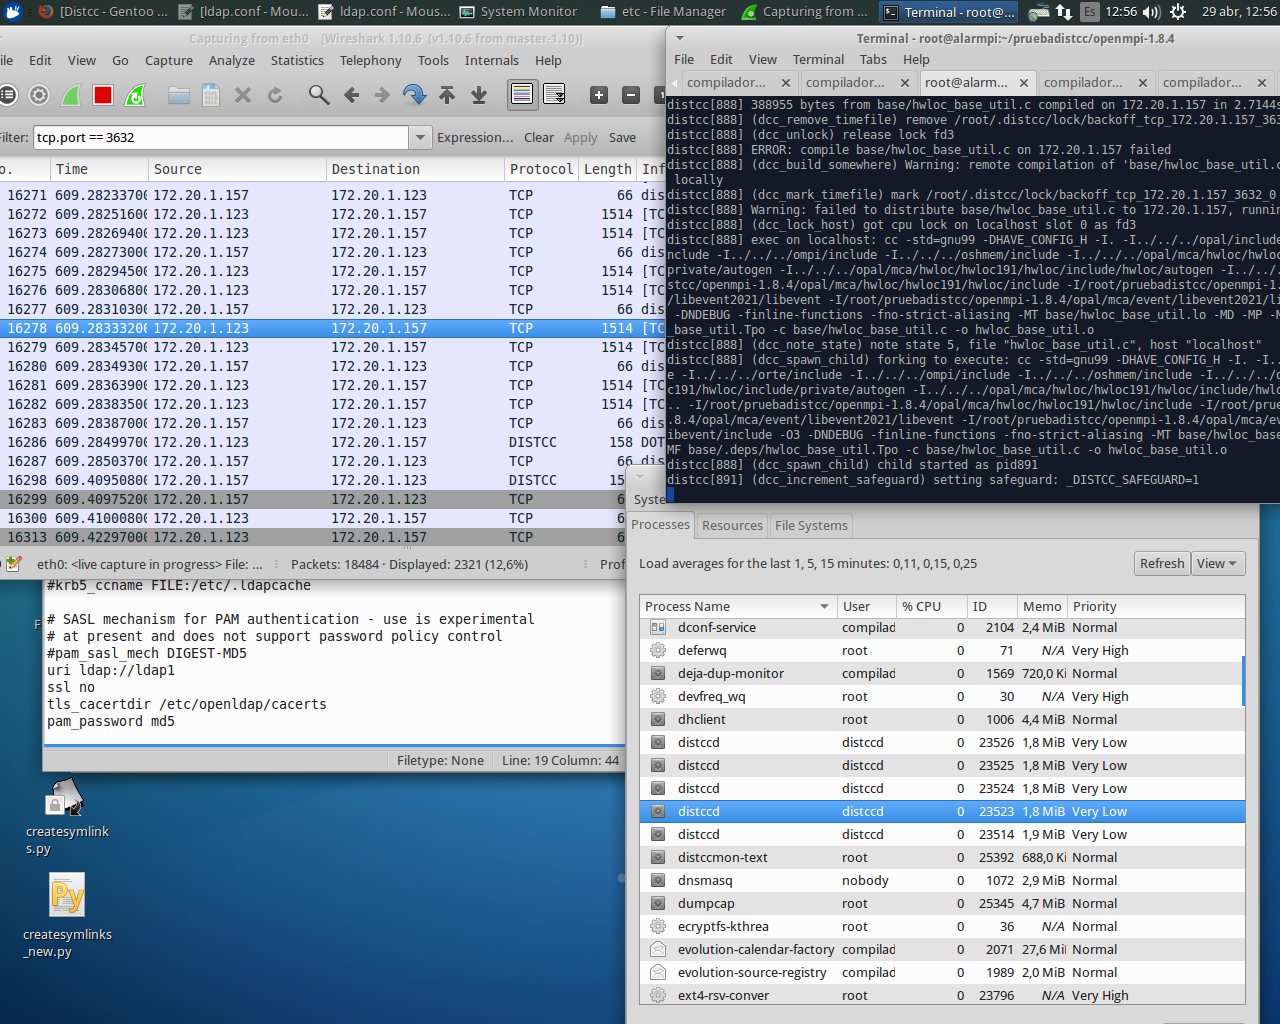 [Distcc - Gentoo ...
[ldap.conf - Mou...
ldap.conf - Mous...
System Monitor
etc - File Manager
Capturing from ...
Terminal - root@...
Es
12:56
29 abr, 12:56
Capturing from eth0 [Wireshark 1.10.6 (v1.10.6 from master-1.10)]
ile Edit View Go Capture Analyze Statistics Telephony Tools Internals Help
Filter: tcp.port == 3632 Expression... Clear Apply Save
o. Time Source Destination Protocol Length Inf
16271 609.28233700 172.20.1.157 172.20.1.123 TCP 66 dis
16272 609.28251600 172.20.1.123 172.20.1.157 TCP 1514 [TC
16273 609.28269400 172.20.1.123 172.20.1.157 TCP 1514 [TC
16274 609.28273000 172.20.1.157 172.20.1.123 TCP 66 dis
16275 609.28294500 172.20.1.123 172.20.1.157 TCP 1514 [TC
16276 609.28306800 172.20.1.123 172.20.1.157 TCP 1514 [TC
16277 609.28310300 172.20.1.157 172.20.1.123 TCP 66 dis
16278 609.28333200 172.20.1.123 172.20.1.157 TCP 1514 [TC
16279 609.28345700 172.20.1.123 172.20.1.157 TCP 1514 [TC
16280 609.28349300 172.20.1.157 172.20.1.123 TCP 66 dis
16281 609.28363900 172.20.1.123 172.20.1.157 TCP 1514 [TC
16282 609.28383500 172.20.1.123 172.20.1.157 TCP 1514 [TC
16283 609.28387000 172.20.1.157 172.20.1.123 TCP 66 dis
16286 609.28499700 172.20.1.123 172.20.1.157 DISTCC 158 DOT
16287 609.28503900 172.20.1.157 172.20.1.123 TCP 66 dis
16298 609.40950800 172.20.1.157 172.20.1.123 DISTCC 15
16299 609.40975200 172.20.1.157 172.20.1.123 TCP 6
16300 609.41000800 172.20.1.123 172.20.1.157 TCP 6
16313 609.42297000 172.20.1.123 172.20.1.157 TCP 6
eth0: <live capture in progress> File: ... Packets: 18484 · Displayed: 2321 (12,6%) Prof
Terminal - root@alarmpi:~/pruebadistcc/openmpi-1.8.4
File Edit View Terminal Tabs Help
compilador... compilador... root@alarm... compilador... compilador...
distcc[888] 388955 bytes from base/hwloc_base_util.c compiled on 172.20.1.157 in 2.7144s
distcc[888] (dcc_remove_timefile) remove /root/.distcc/lock/backoff_tcp_172.20.1.157_363
distcc[888] (dcc_unlock) release lock fd3
distcc[888] ERROR: compile base/hwloc_base_util.c on 172.20.1.157 failed
distcc[888] (dcc_build_somewhere) Warning: remote compilation of 'base/hwloc_base_util.c
 locally
distcc[888] (dcc_mark_timefile) mark /root/.distcc/lock/backoff_tcp_172.20.1.157_3632_0
distcc[888] Warning: failed to distribute base/hwloc_base_util.c to 172.20.1.157, runnin
distcc[888] (dcc_lock_host) got cpu lock on localhost slot 0 as fd3
distcc[888] exec on localhost: cc -std=gnu99 -DHAVE_CONFIG_H -I. -I../../../opal/include
nclude -I../../../ompi/include -I../../../oshmem/include -I../../../opal/mca/hwloc/hwloc
private/autogen -I../../../opal/mca/hwloc/hwloc191/hwloc/include/hwloc/autogen -I../../.
stcc/openmpi-1.8.4/opal/mca/hwloc/hwloc191/hwloc/include -I/root/pruebadistcc/openmpi-1.
/libevent2021/libevent -I/root/pruebadistcc/openmpi-1.8.4/opal/mca/event/libevent2021/li
 -DNDEBUG -finline-functions -fno-strict-aliasing -MT base/hwloc_base_util.lo -MD -MP -M
_base_util.Tpo -c base/hwloc_base_util.c -o hwloc_base_util.o
distcc[888] (dcc_note_state) note state 5, file "hwloc_base_util.c", host "localhost"
distcc[888] (dcc_spawn_child) forking to execute: cc -std=gnu99 -DHAVE_CONFIG_H -I. -I..
e -I../../../orte/include -I../../../ompi/include -I../../../oshmem/include -I../../../o
c191/hwloc/include/private/autogen -I../../../opal/mca/hwloc/hwloc191/hwloc/include/hwlo
.. -I/root/pruebadistcc/openmpi-1.8.4/opal/mca/hwloc/hwloc191/hwloc/include -I/root/prue
.8.4/opal/mca/event/libevent2021/libevent -I/root/pruebadistcc/openmpi-1.8.4/opal/mca/ev
ibevent/include -O3 -DNDEBUG -finline-functions -fno-strict-aliasing -MT base/hwloc_base
MF base/.deps/hwloc_base_util.Tpo -c base/hwloc_base_util.c -o hwloc_base_util.o
distcc[888] (dcc_spawn_child) child started as pid891
distcc[891] (dcc_increment_safeguard) setting safeguard: _DISTCC_SAFEGUARD=1
Syste
Processes Resources File Systems
Load averages for the last 1, 5, 15 minutes: 0,11, 0,15, 0,25 Refresh View
Process Name User % CPU ID Memo Priority
dconf-service compilad 0 2104 2,4 MiB Normal
deferwq root 0 71 N/A Very High
deja-dup-monitor compilad 0 1569 720,0 Ki Normal
devfreq_wq root 0 30 N/A Very High
dhclient root 0 1006 4,4 MiB Normal
distccd distccd 0 23526 1,8 MiB Very Low
distccd distccd 0 23525 1,8 MiB Very Low
distccd distccd 0 23524 1,8 MiB Very Low
distccd distccd 0 23523 1,8 MiB Very Low
distccd distccd 0 23514 1,9 MiB Very Low
distccmon-text root 0 25392 688,0 Ki Normal
dnsmasq nobody 0 1072 2,9 MiB Normal
dumpcap root 0 25345 4,7 MiB Normal
ecryptfs-kthrea root 0 36 N/A Normal
evolution-calendar-factory compilad 0 2071 27,6 Mi Normal
evolution-source-registry compilad 0 1989 2,0 MiB Normal
ext4-rsv-conver root 0 23796 N/A Very High
#krb5_ccname FILE:/etc/.ldapcache
# SASL mechanism for PAM authentication - use is experimental
# at present and does not support password policy control
#pam_sasl_mech DIGEST-MD5
uri ldap://ldap1
ssl no
tls_cacertdir /etc/openldap/cacerts
pam_password md5
Filetype: None Line: 19 Column: 44
F
createsymlink
s.py
createsymlinks
_new.py